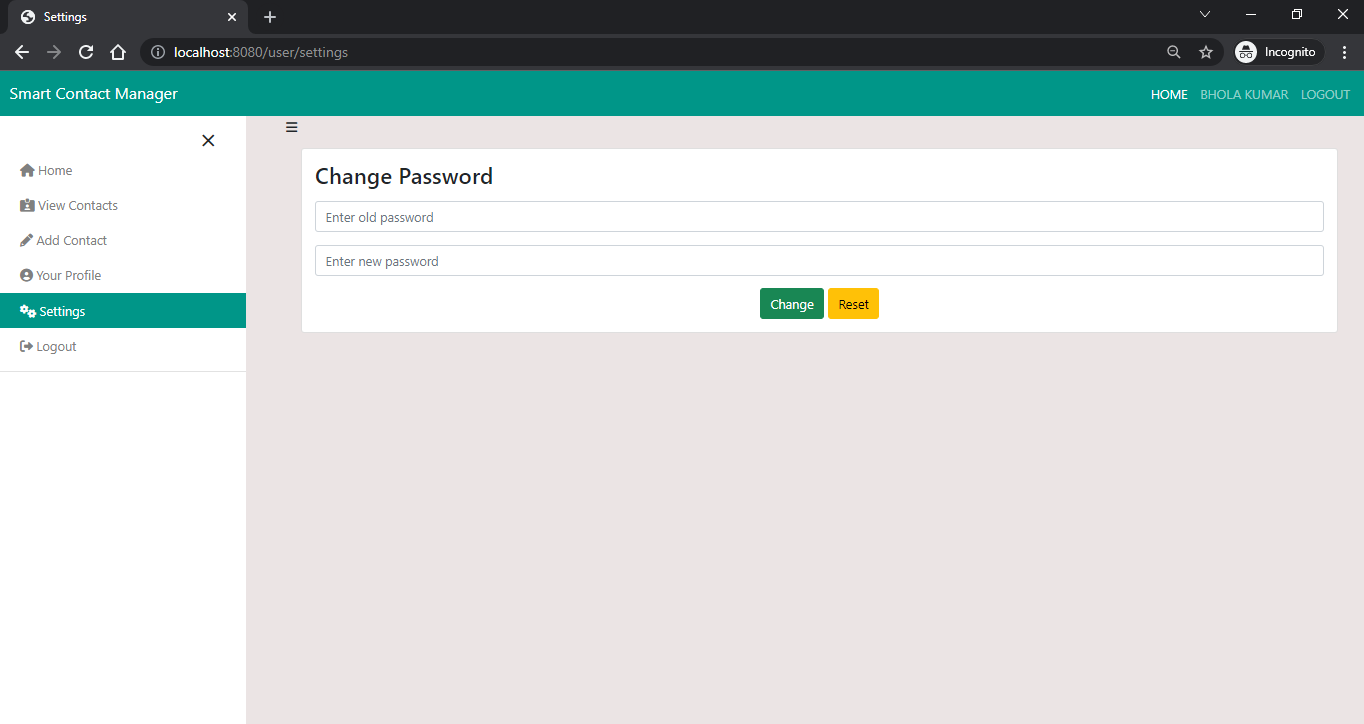 Settings
localhost:8080/user/settings
Incognito
Smart Contact Manager
HOME BHOLA KUMAR LOGOUT
Home
View Contacts
Add Contact
Your Profile
Settings
Logout
Change Password
Enter old password
Enter new password
Change Reset